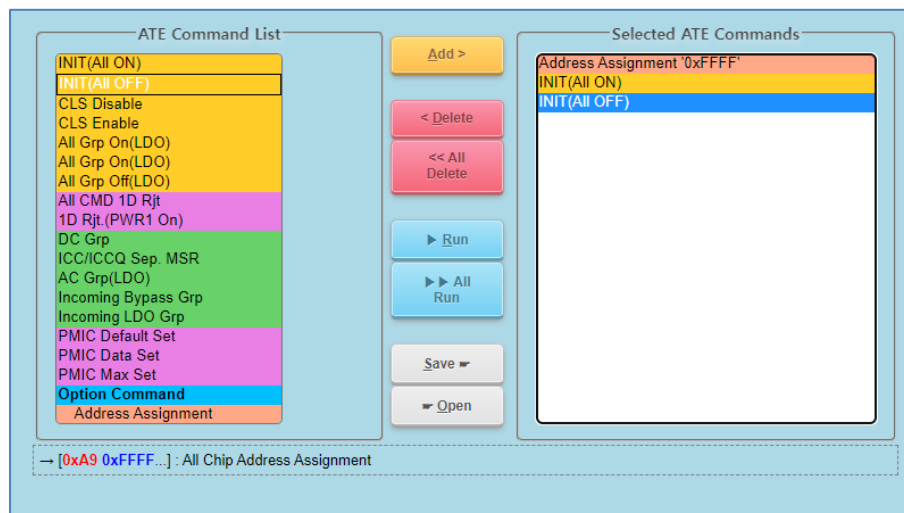 ATE Command List
INIT(All ON)
INIT(All OFF)
CLS Disable
CLS Enable
All Grp On(LDO)
All Grp On(LDO)
All Grp Off(LDO)
All CMD 1D Rjt
1D Rjt.(PWR1 On)
DC Grp
ICC/ICCQ Sep. MSR
AC Grp(LDO)
Incoming Bypass Grp
Incoming LDO Grp
PMIC Default Set
PMIC Data Set
PMIC Max Set
Option Command
Address Assignment
Add >
< Delete
<< All
Delete
▶ Run
▶▶ All
Run
Save ☛
☛ Open
Selected ATE Commands
Address Assignment '0xFFFF'
INIT(All ON)
INIT(All OFF)
→ [0xA9 0xFFFF...] : All Chip Address Assignment